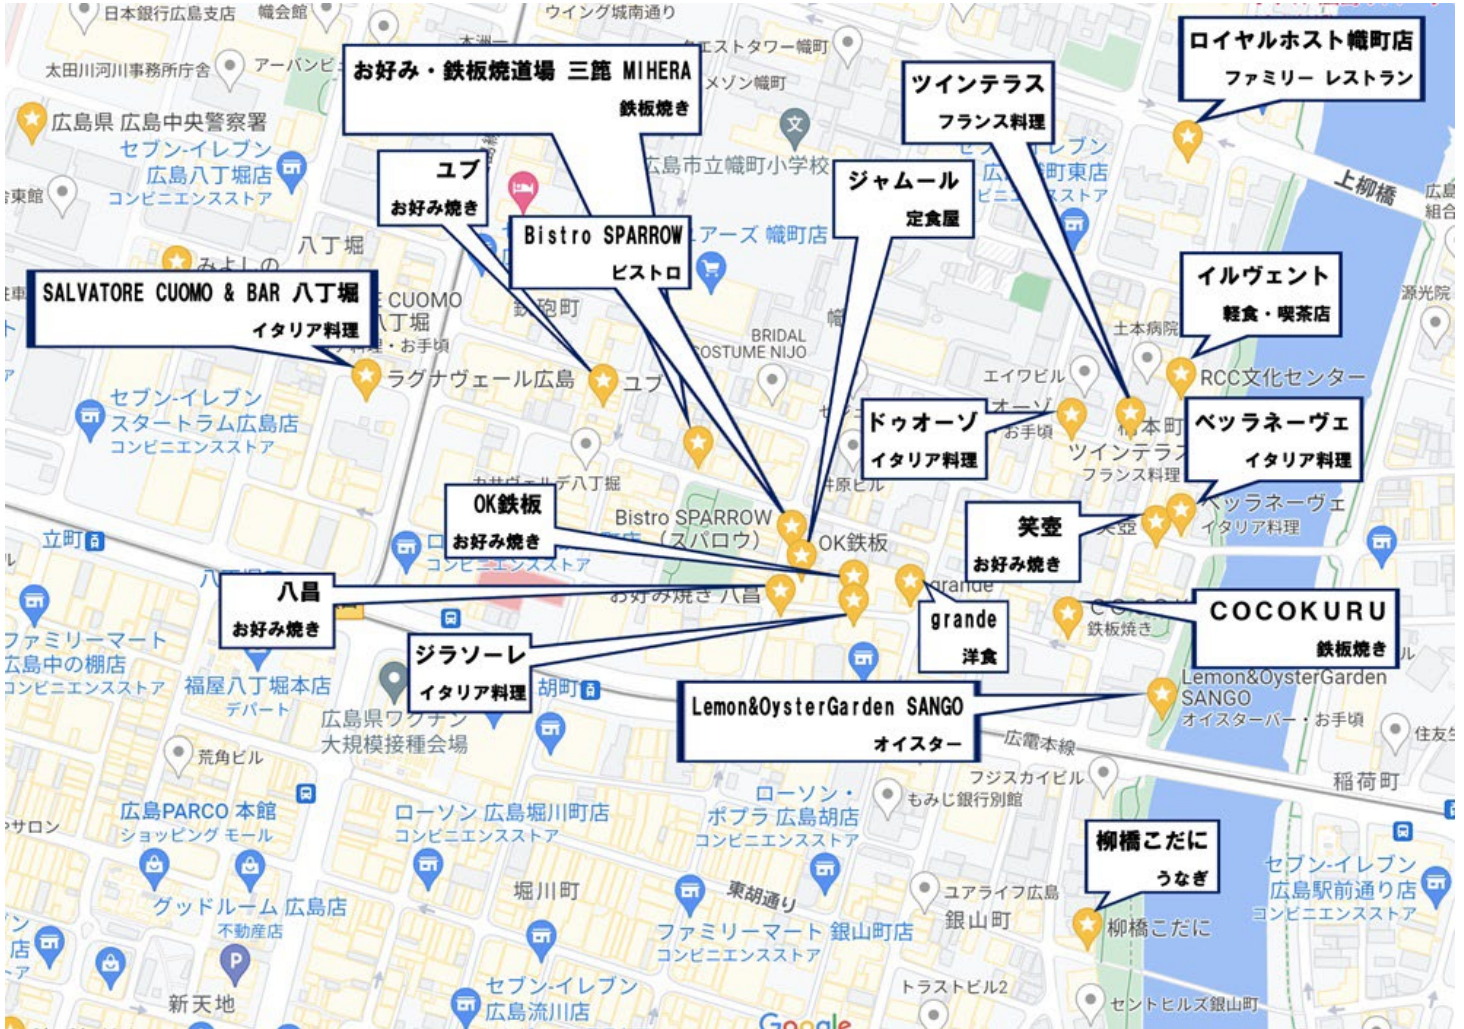 日本銀行広島支店
幟会館
ウイング城南通り
太田川河川事務所庁舎
広島県 広島中央警察署
セブン-イレブン
広島八丁堀店
コンビニエンスストア
お好み・鉄板焼道場 三箆 MIHERA
鉄板焼き
クエストタワー幟町
メゾン幟町
広島市立幟町小学校
ツインテラス
フランス料理
ロイヤルホスト幟町店
ファミリー レストラン
上柳橋
ユブ
お好み焼き
ジャムール
定食屋
八丁堀
みよしの
Bistro SPARROW
ビストロ
SALVATORE CUOMO & BAR 八丁堀
イタリア料理
CUOMO
八丁堀
お手頃
鉄砲町
BRIDAL
COSTUME NIJO
イルヴェント
軽食・喫茶店
源光院
土本病院
エイワビル
RCC文化センター
ラグナヴェール広島
ユブ
セブン-イレブン
スタートラム広島店
コンビニエンスストア
ドゥオーゾ
イタリア料理
お手頃
ツインテラス
フランス料理
ベッラネーヴェ
イタリア料理
ベッラネーヴェ
イタリア料理
OK鉄板
お好み焼き
Bistro SPARROW
(スパロウ)
OK鉄板
笑壺
お好み焼き
立町
コンビニエンスストア
八昌
お好み焼き
お好み焼き 八昌
grande
grande
洋食
鉄板焼き
COCOKURU
鉄板焼き
ジラソーレ
イタリア料理
ファミリーマート
広島中の棚店
コンビニエンスストア
福屋八丁堀本店
デパート
広島県ワクチン
大規模接種会場
胡町
Lemon&OysterGarden SANGO
オイスター
Lemon&OysterGarden
SANGO
オイスターバー・お手頃
荒角ビル
広電本線
フジスカイビル
もみじ銀行別館
稲荷町
広島PARCO 本館
ショッピング モール
ローソン 広島堀川町店
コンビニエンスストア
ローソン・
ポプラ 広島胡店
コンビニエンスストア
柳橋こだに
うなぎ
柳橋こだに
セブン-イレブン
広島駅前通り店
コンビニエンスストア
グッドルーム 広島店
不動産店
堀川町
東胡通り
ユアライフ広島
銀山町
ファミリーマート 銀山町店
コンビニエンスストア
新天地
セブン-イレブン
広島流川店
トラストビル2
セントヒルズ銀山町
Google